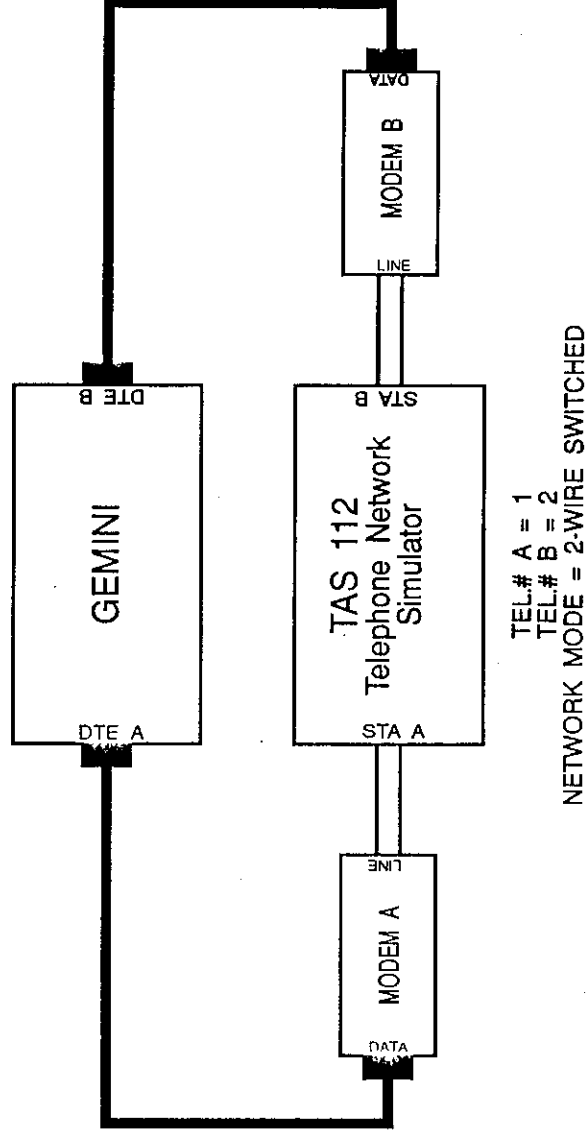 GEMINI
DTE A
DTE B
TAS 112
Telephone Network
Simulator
STA A
STA B
MODEM A
DATA
LINE
MODEM B
LINE
DATA
TEL.# A = 1
TEL.# B = 2
NETWORK MODE = 2-WIRE SWITCHED